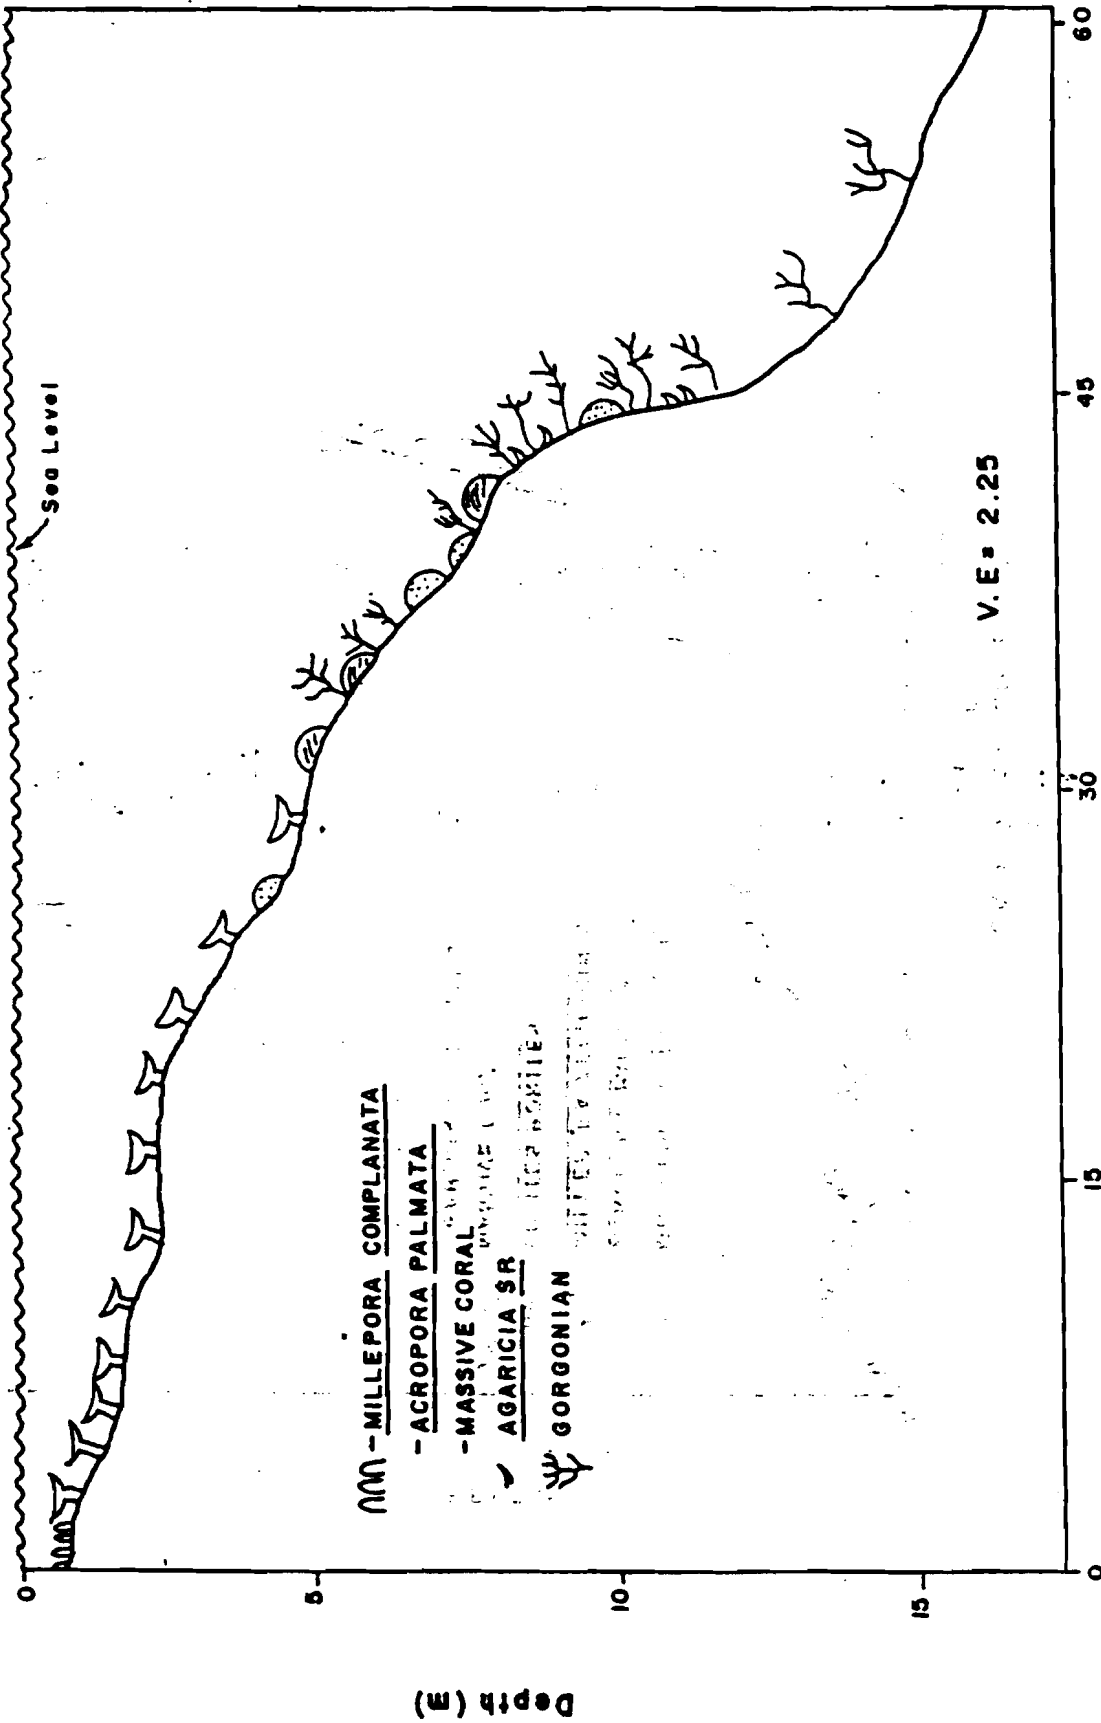 Sea Level
0
5
10
15
Depth (m)
- MILLEPORA COMPLANATA
- ACROPORA PALMATA
- MASSIVE CORAL
AGARICIA SP.
GORGONIAN
V.E = 2.25
0
15
30
45
60